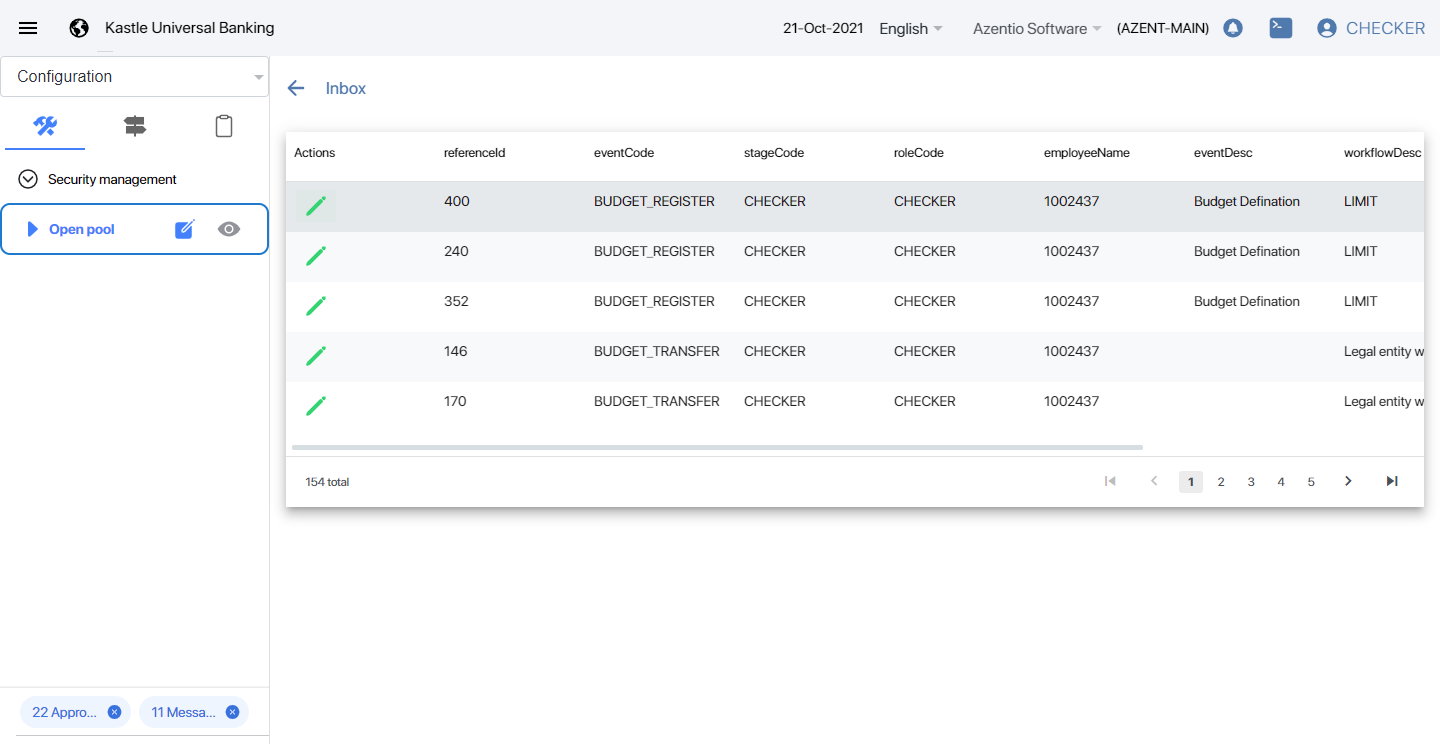 Kastle Universal Banking 21-Oct-2021 English Azentio Software (AZENT-MAIN) CHECKER
Configuration
Inbox
Security management
Open pool
Actions referenceId eventCode stageCode roleCode employeeName eventDesc workflowDesc
400 BUDGET_REGISTER CHECKER CHECKER 1002437 Budget Defination LIMIT
240 BUDGET_REGISTER CHECKER CHECKER 1002437 Budget Defination LIMIT
352 BUDGET_REGISTER CHECKER CHECKER 1002437 Budget Defination LIMIT
146 BUDGET_TRANSFER CHECKER CHECKER 1002437 Legal entity w
170 BUDGET_TRANSFER CHECKER CHECKER 1002437 Legal entity w
154 total 1 2 3 4 5
22 Appro... 11 Messa...